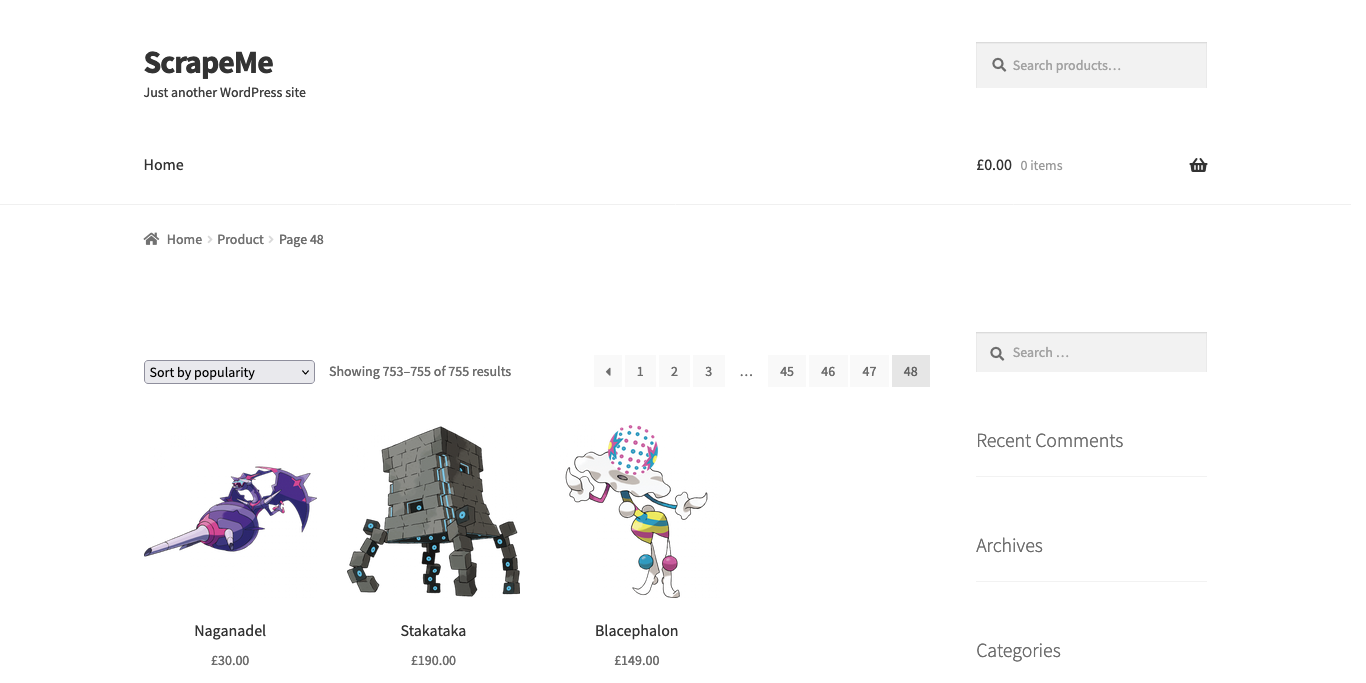 ScrapeMe
Just another WordPress site
Search products…
Home
£0.00 0 items
Home Product Page 48
Sort by popularity
Showing 753–755 of 755 results
1 2 3 … 45 46 47 48
Search …
Recent Comments
Archives
Categories
Naganadel
£30.00
Stakataka
£190.00
Blacephalon
£149.00